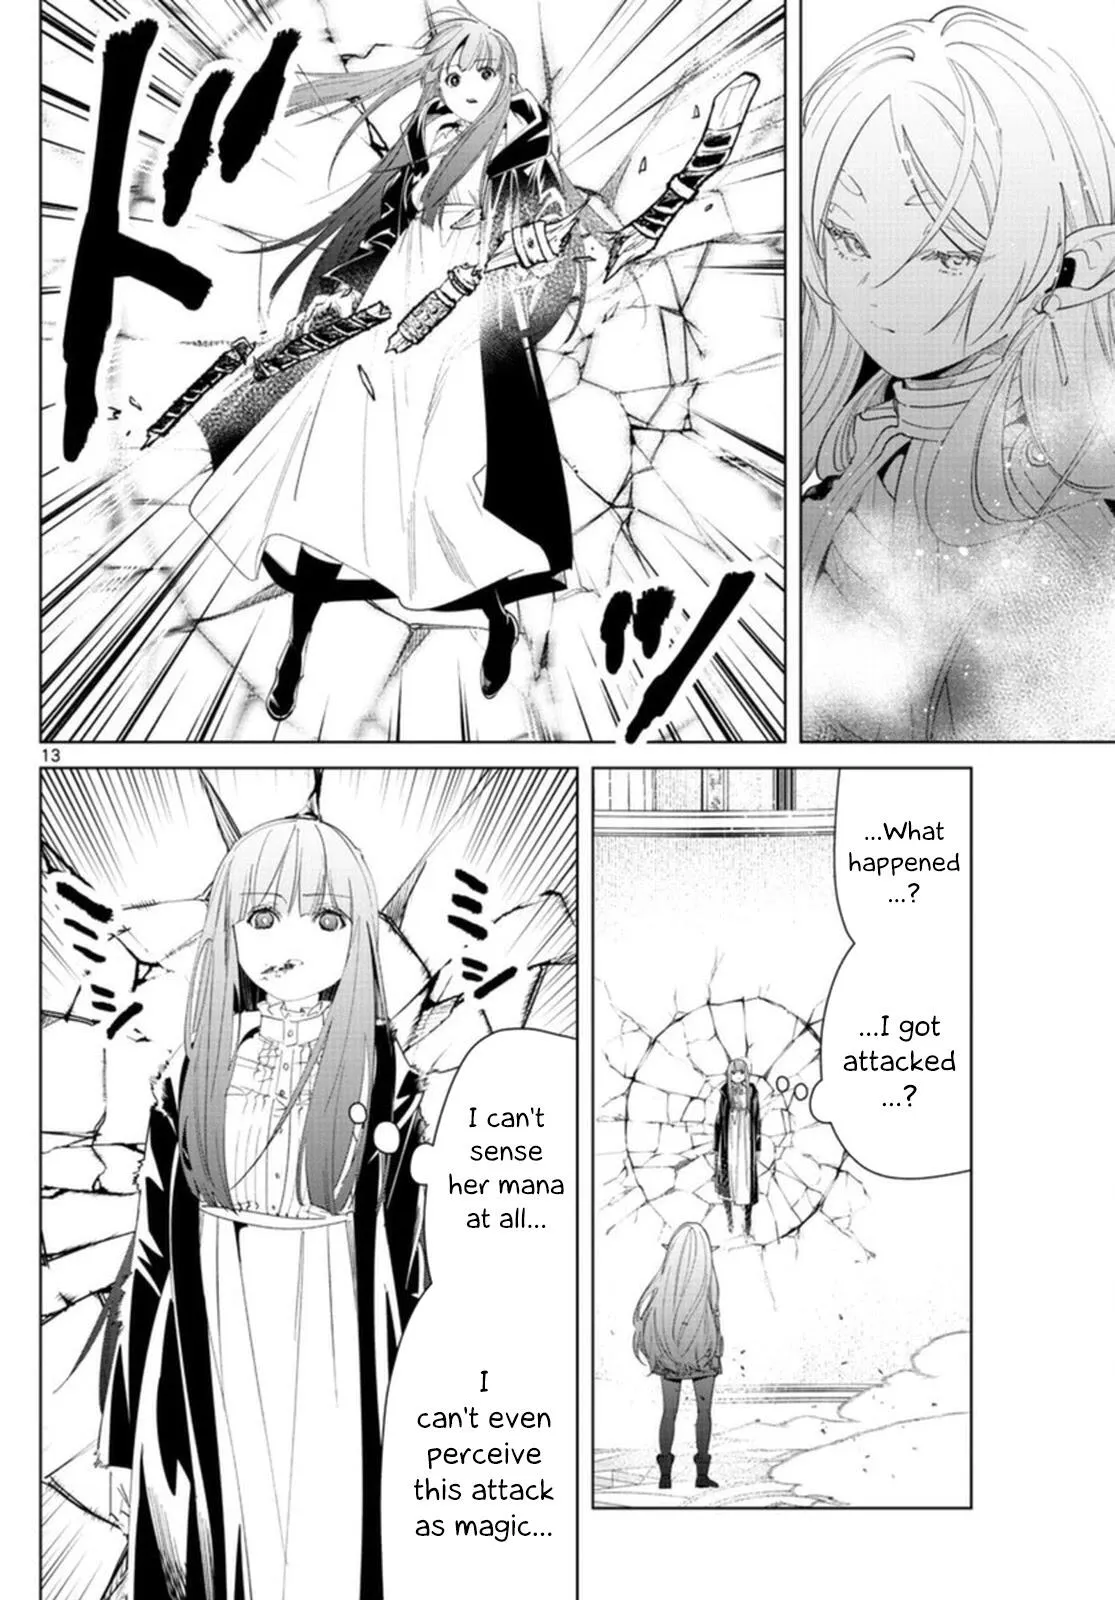 ドドッ
13
...What
happened
...?
...I got
attacked
...?
I can't
sense
her mana
at all...
I
can't even
perceive
this attack
as magic...